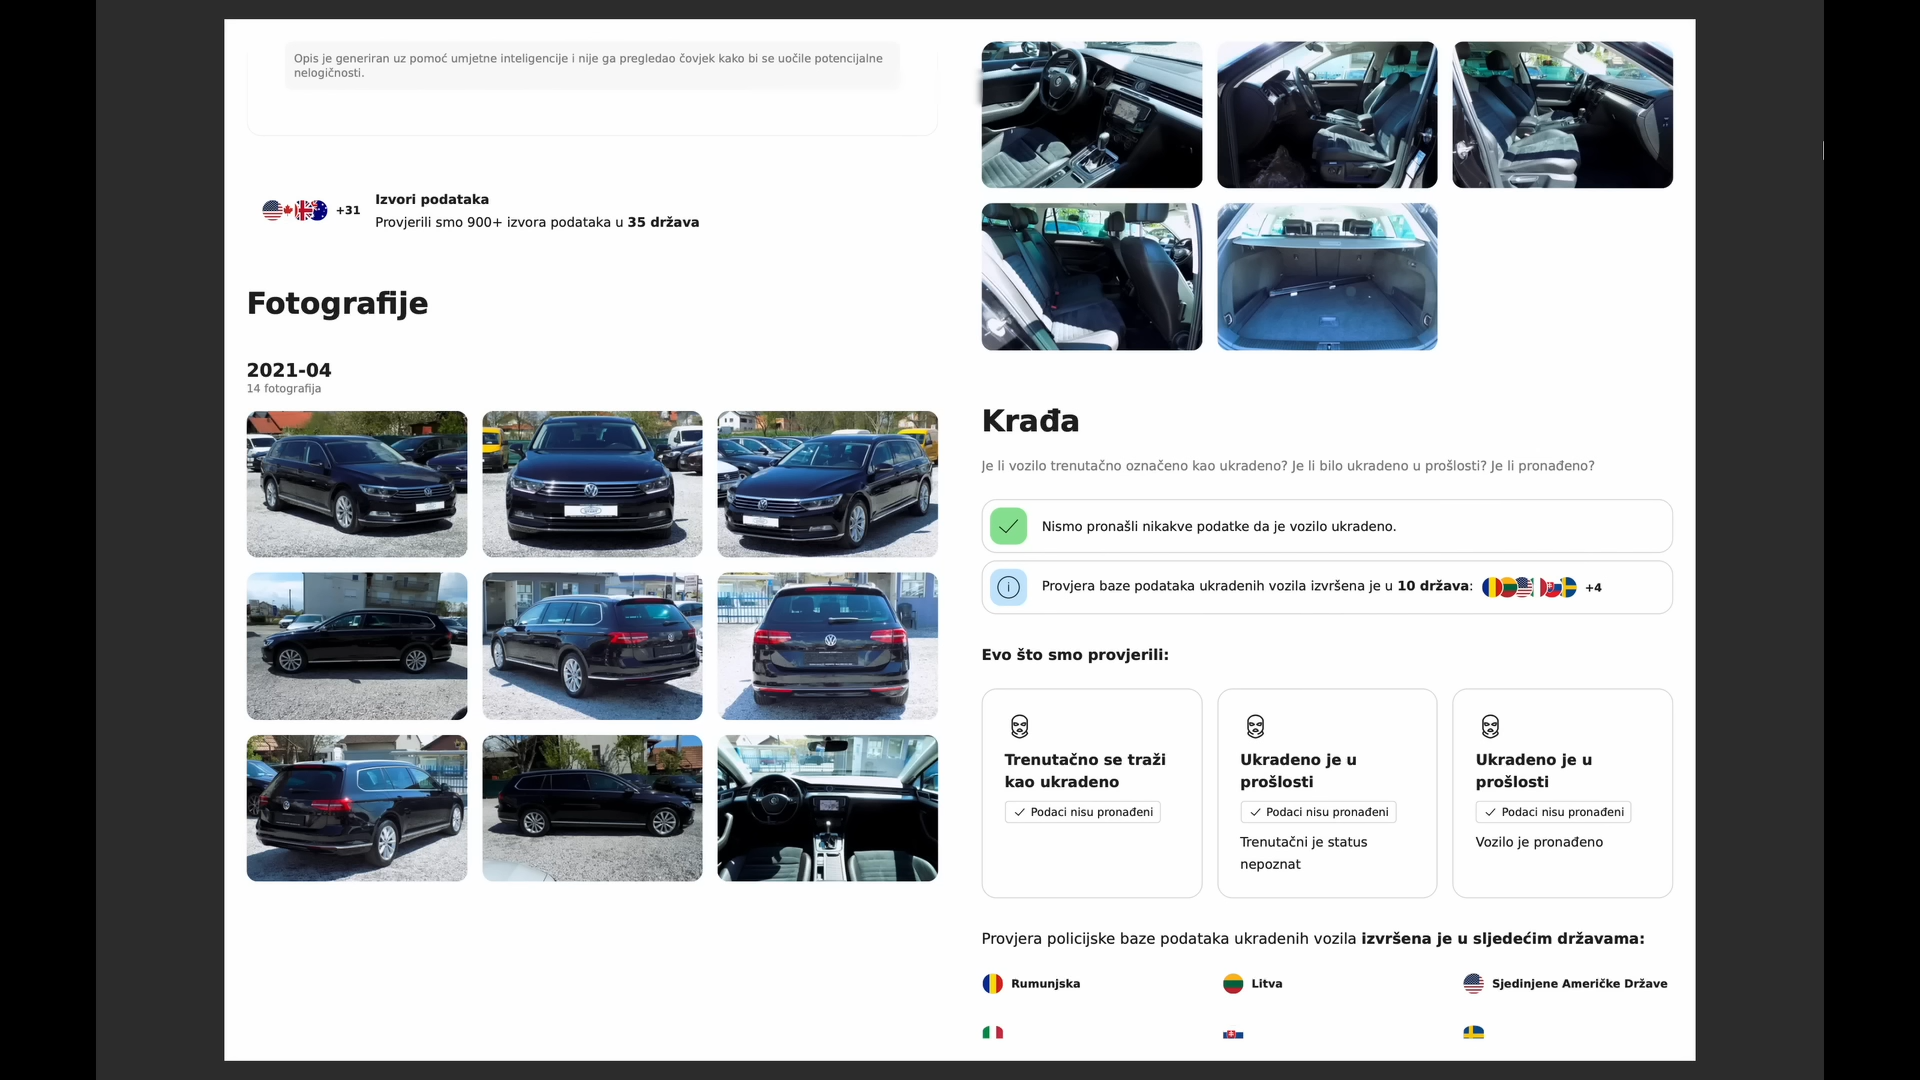 Opis je generiran uz pomoć umjetne inteligencije i nije ga pregledao čovjek kako bi se uočile potencijalne
nelogičnosti.
+31
Izvori podataka
Provjerili smo 900+ izvora podataka u 35 država
Fotografije
2021-04
14 fotografija
Krađa
Je li vozilo trenutačno označeno kao ukradeno? Je li bilo ukradeno u prošlosti? Je li pronađeno?
Nismo pronašli nikakve podatke da je vozilo ukradeno.
Provjera baze podataka ukradenih vozila izvršena je u 10 država: +4
Evo što smo provjerili:
Trenutačno se traži
kao ukradeno
Podaci nisu pronađeni
Ukradeno je u
prošlosti
Podaci nisu pronađeni
Trenutačni je status
nepoznat
Ukradeno je u
prošlosti
Podaci nisu pronađeni
Vozilo je pronađeno
Provjera policijske baze podataka ukradenih vozila izvršena je u sljedećim državama:
Rumunjska
Litva
Sjedinjene Američke Države